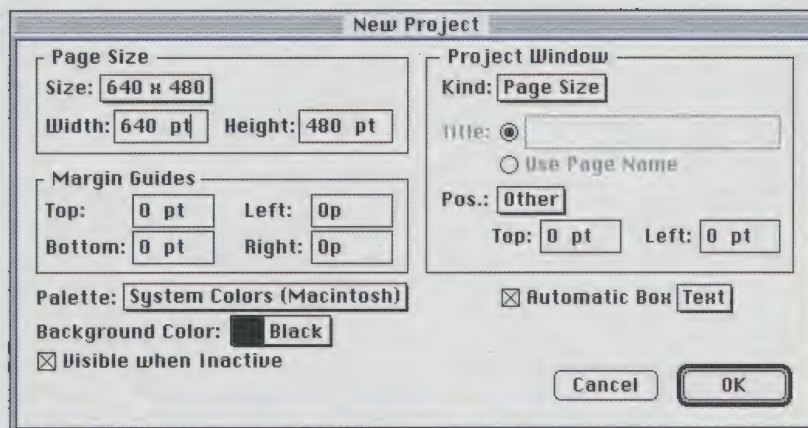 New Project
Page Size
Size: 640 x 480
Width: 640 pt Height: 480 pt
Margin Guides
Top: 0 pt Left: 0p
Bottom: 0 pt Right: 0p
Palette: System Colors (Macintosh)
Background Color: Black
Visible when Inactive
Project Window
Kind: Page Size
Title:
Use Page Name
Pos.: Other
Top: 0 pt Left: 0 pt
Automatic Box Text
Cancel OK